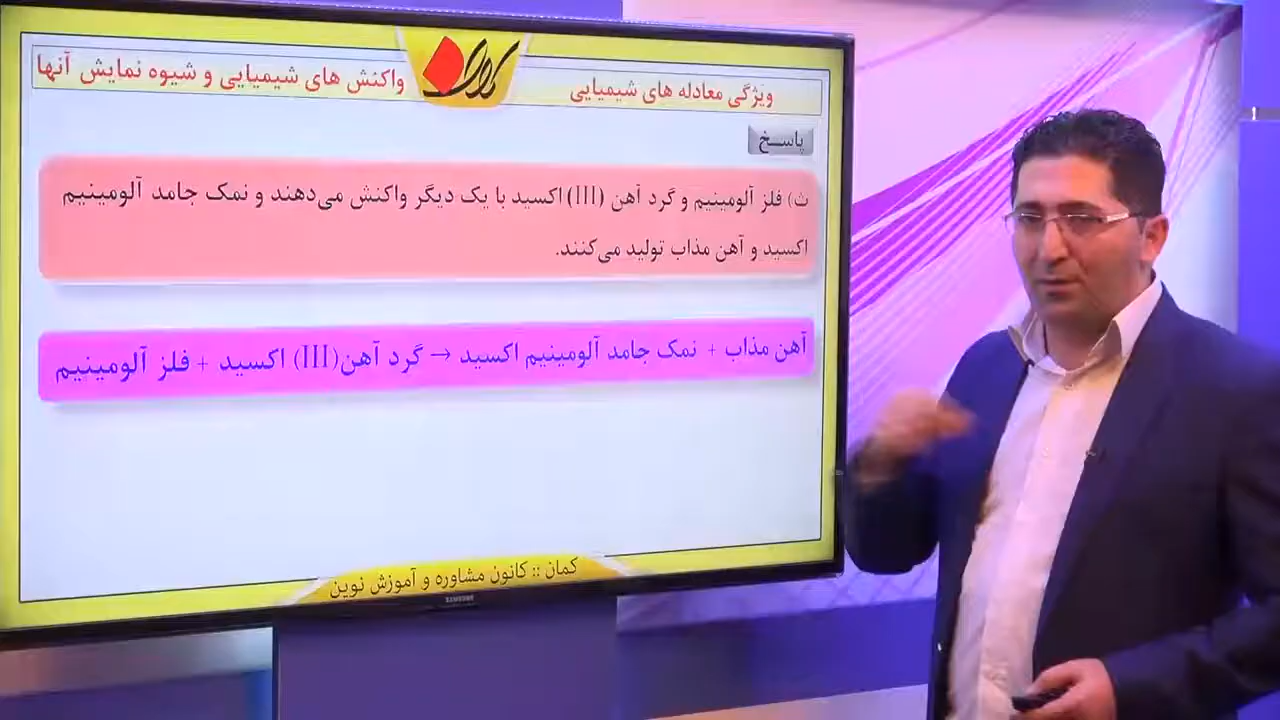 ویژگی معادله های شیمیایی
واکنش های شیمیایی و شیوه نمایش آنها
پاسخ
ث) فلز آلومینیم و گرد آهن (III) اکسید با یک دیگر واکنش می‌دهند و نمک جامد آلومینیم
اکسید و آهن مذاب تولید می‌کنند.
آهن مذاب + نمک جامد آلومینیم اکسید → گرد آهن(III) اکسید + فلز آلومینیم
کمان :: کانون مشاوره و آموزش نوین
SAMSUNG